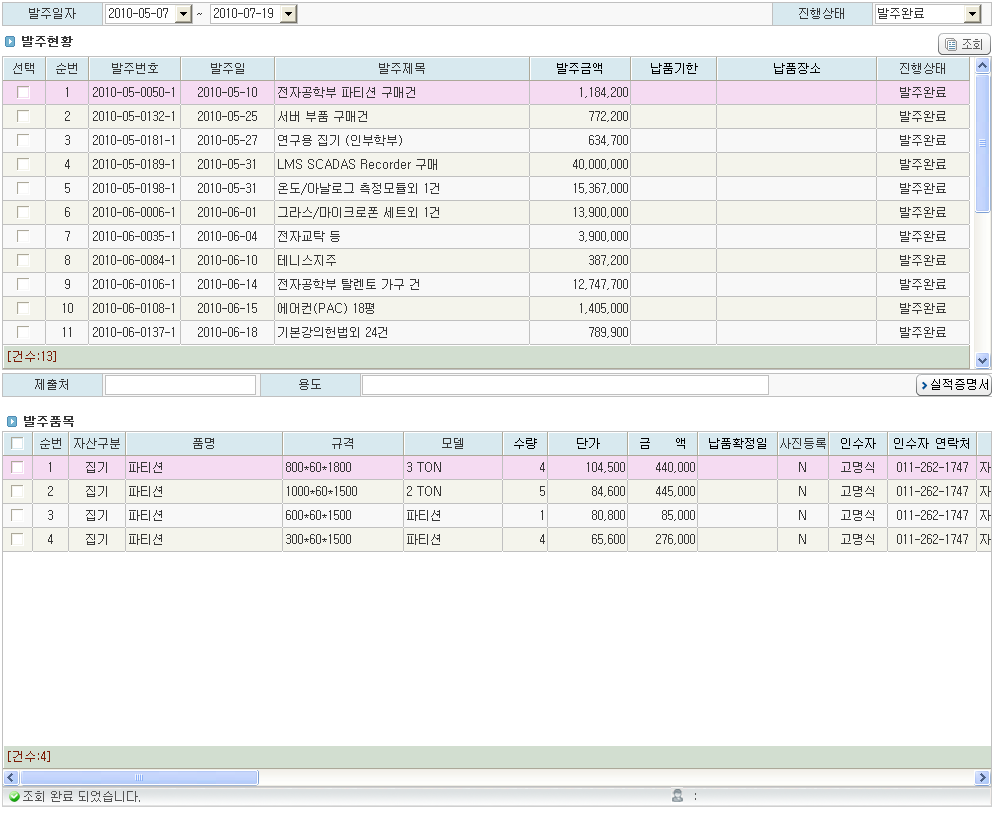 발주일자 2010-05-07 ~ 2010-07-19 진행상태 발주완료
발주현황 조회
선택 순번 발주번호 발주일 발주제목 발주금액 납품기한 납품장소 진행상태
1 2010-05-0050-1 2010-05-10 전자공학부 파티션 구매건 1,184,200 발주완료
2 2010-05-0132-1 2010-05-25 서버 부품 구매건 772,200 발주완료
3 2010-05-0181-1 2010-05-27 연구용 집기 (인부학부) 634,700 발주완료
4 2010-05-0189-1 2010-05-31 LMS SCADAS Recorder 구매 40,000,000 발주완료
5 2010-05-0198-1 2010-05-31 온도/아날로그 측정모듈외 1건 15,367,000 발주완료
6 2010-06-0006-1 2010-06-01 그라스/마이크로폰 세트외 1건 13,900,000 발주완료
7 2010-06-0035-1 2010-06-04 전자교탁 등 3,900,000 발주완료
8 2010-06-0084-1 2010-06-10 테니스지주 387,200 발주완료
9 2010-06-0106-1 2010-06-14 전자공학부 탈렌토 가구 건 12,747,700 발주완료
10 2010-06-0108-1 2010-06-15 에어컨(PAC) 18평 1,405,000 발주완료
11 2010-06-0137-1 2010-06-18 기본강의헌법외 24건 789,900 발주완료
[건수:13]
제출처 용도 실적증명서
발주품목
순번 자산구분 품명 규격 모델 수량 단가 금 액 납품확정일 사진등록 인수자 인수자 연락처
1 집기 파티션 800*60*1800 3 TON 4 104,500 440,000 N 고명식 011-262-1747 자
2 집기 파티션 1000*60*1500 2 TON 5 84,600 445,000 N 고명식 011-262-1747 자
3 집기 파티션 600*60*1500 파티션 1 80,800 85,000 N 고명식 011-262-1747 자
4 집기 파티션 300*60*1500 파티션 4 65,600 276,000 N 고명식 011-262-1747 자
[건수:4]
조회 완료 되었습니다. :